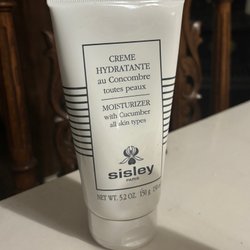 CREME
HYDRATANTE
au Concombre
toutes peaux
MOISTURIZER
with Cucumber
all skin types
sisley
PARIS
NET WT. 5.2 OZ. 150 g